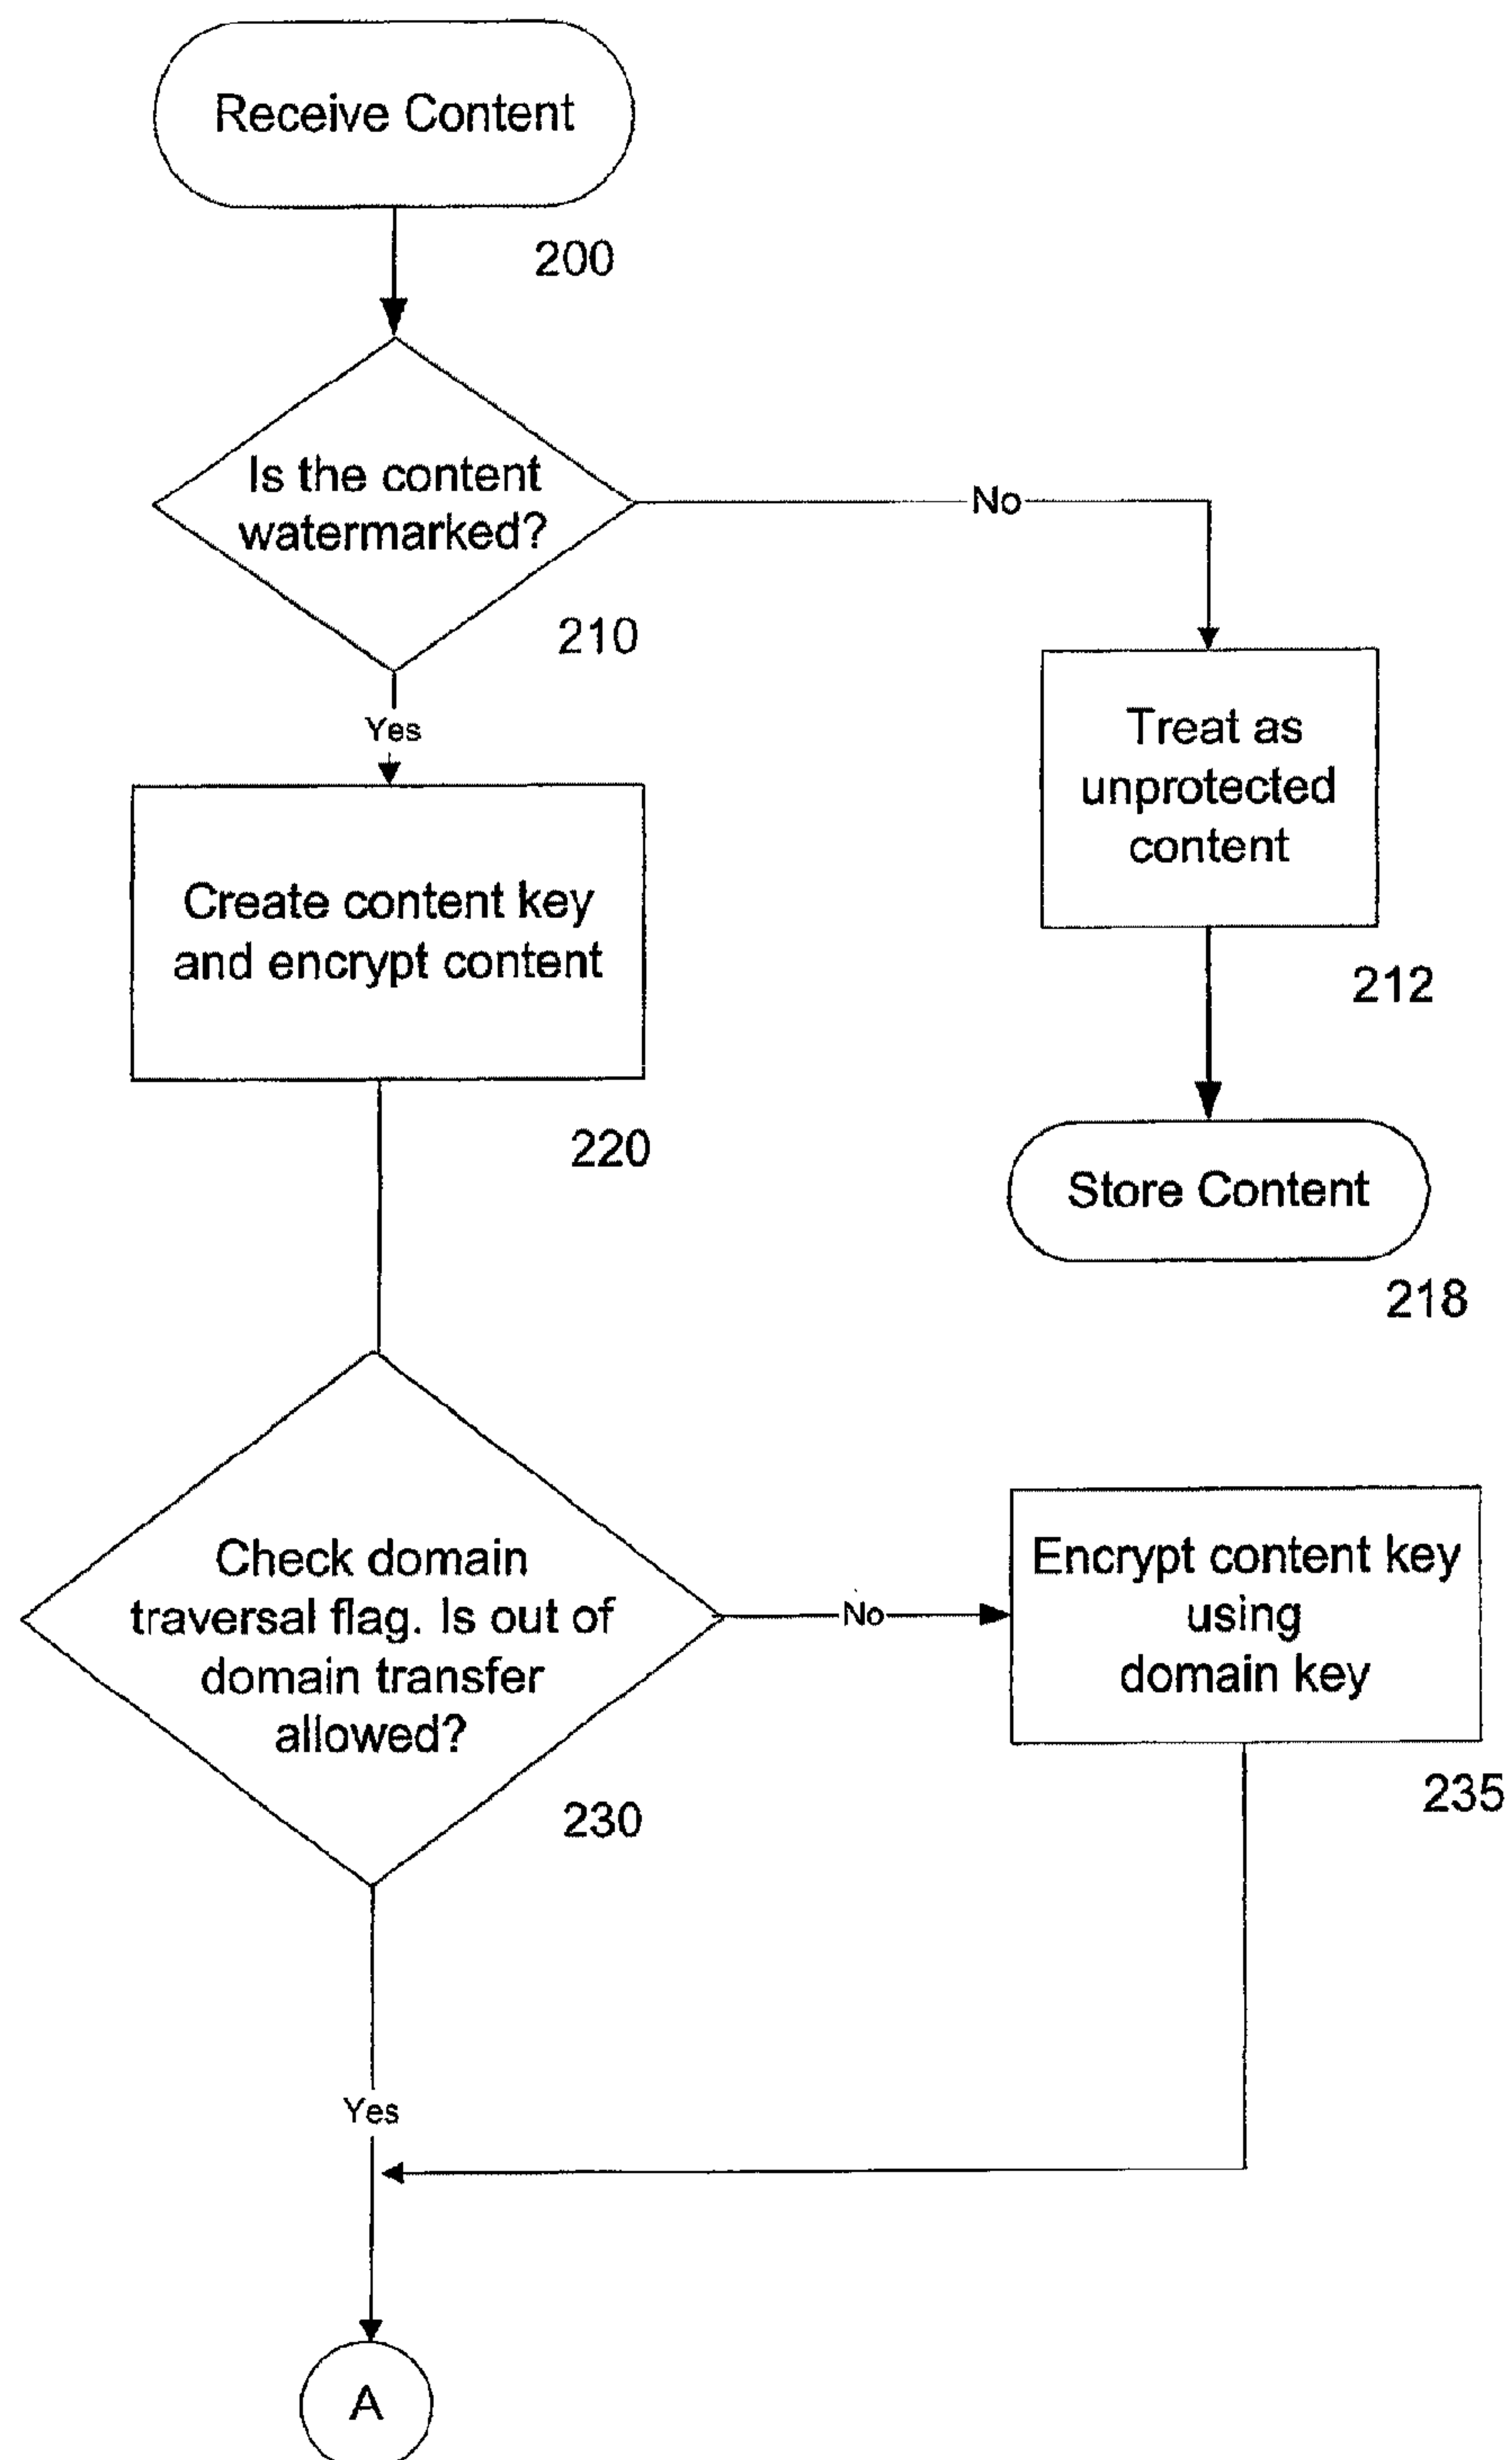 Receive Content
200
Is the content
watermarked?
No
210
Yes
Treat as
unprotected
content
212
Create content key
and encrypt content
220
Store Content
218
Check domain
traversal flag. Is out of
domain transfer
allowed?
230
No
Encrypt content key
using
domain key
235
Yes
A